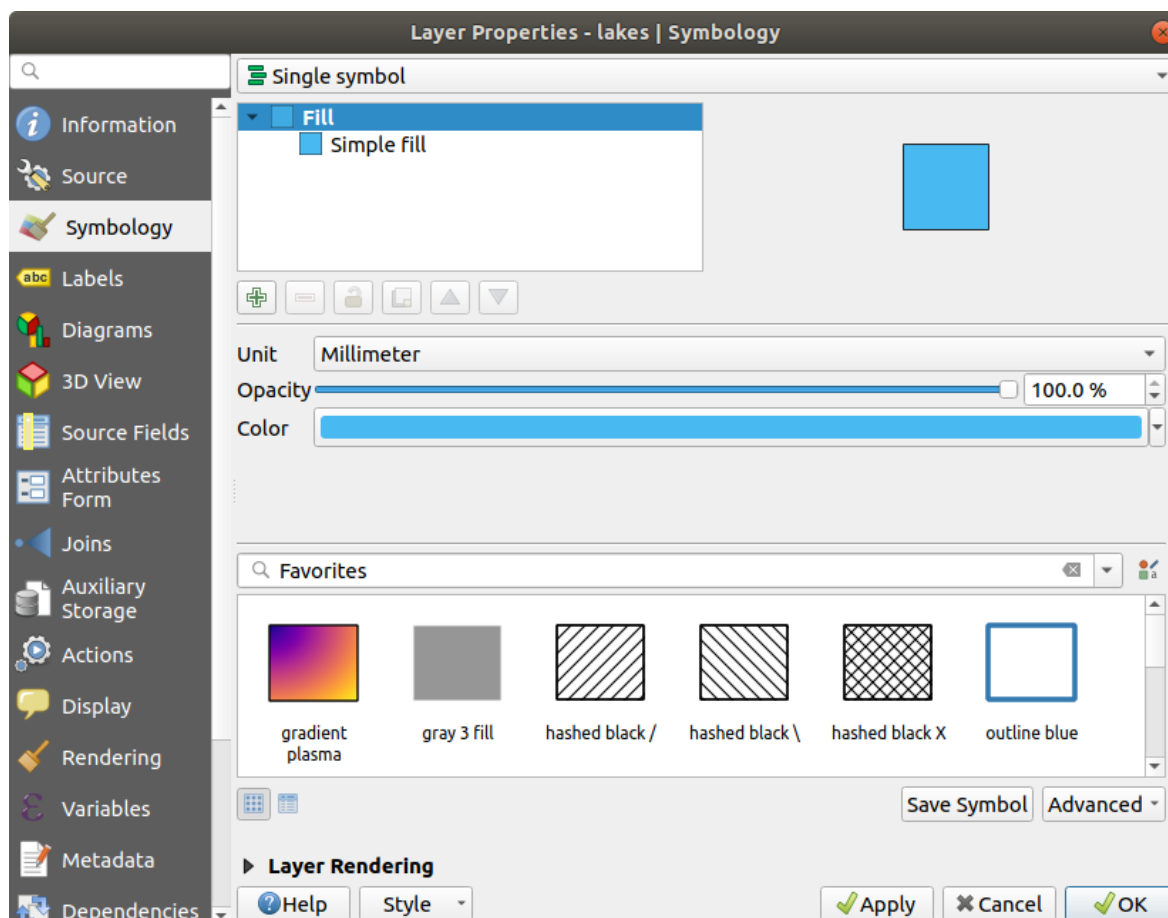 Layer Properties - lakes | Symbology
Information
Source
Symbology
abc Labels
Diagrams
3D View
Source Fields
Attributes
Form
Joins
Auxiliary
Storage
Actions
Display
Rendering
Variables
Metadata
Dependencies
Single symbol
Fill
Simple fill
Unit Millimeter
Opacity 100.0 %
Color
Favorites
gradient
plasma
gray 3 fill
hashed black /
hashed black \
hashed black X
outline blue
Save Symbol Advanced
Layer Rendering
Help Style Apply Cancel OK